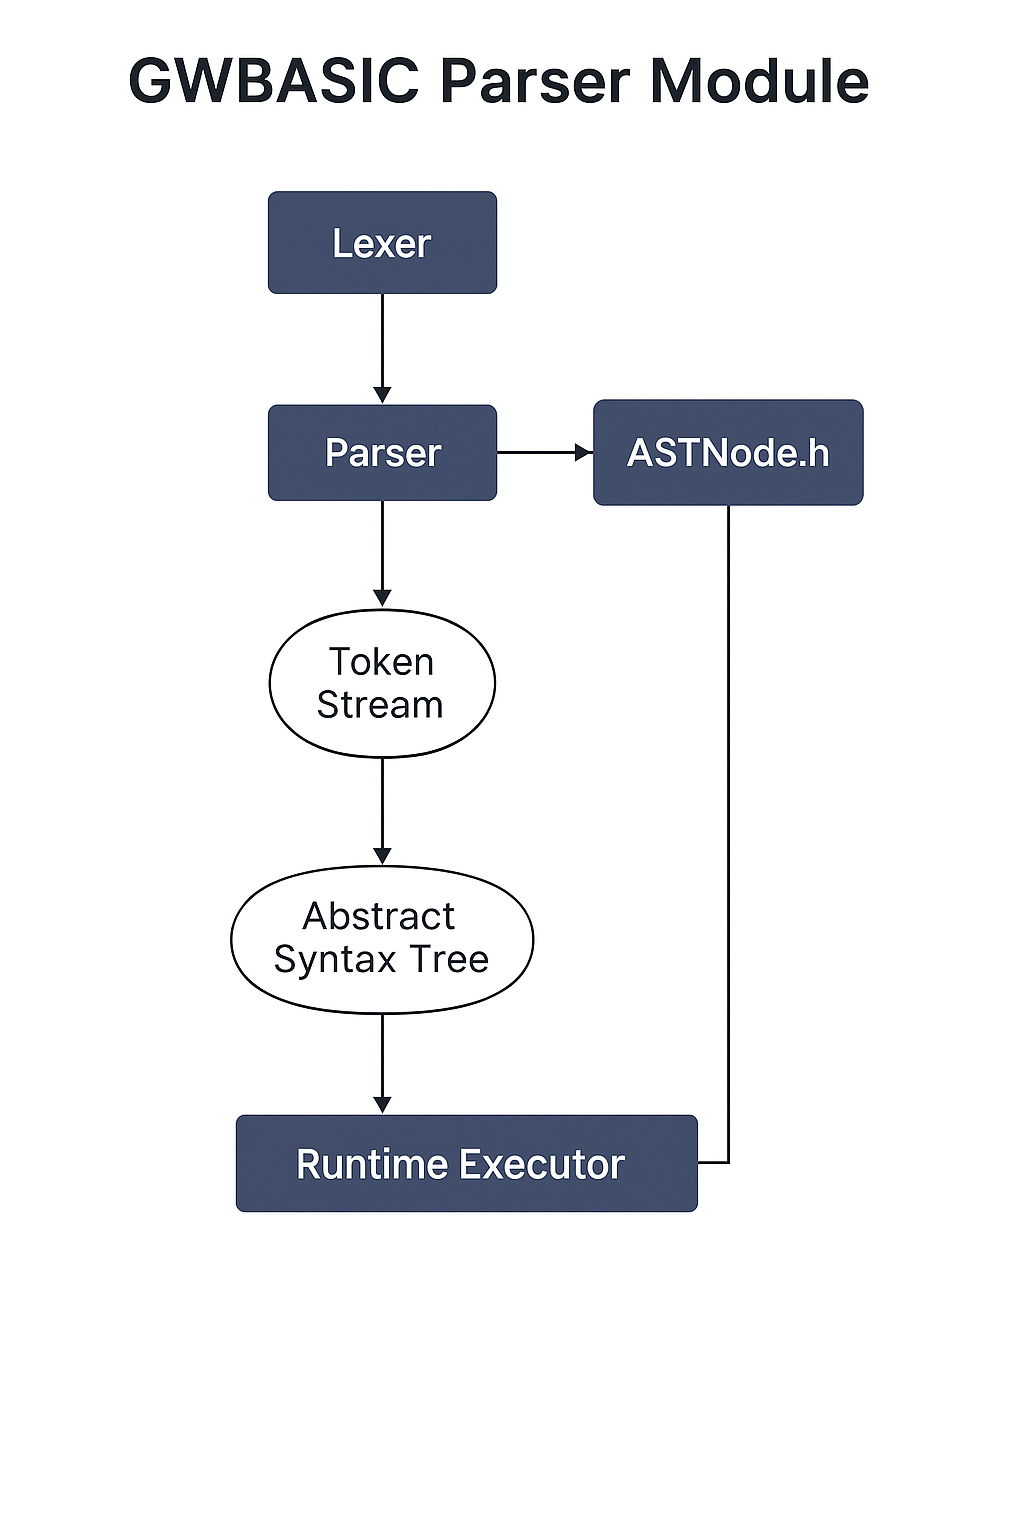 GWBASIC Parser Module
Lexer
Parser
ASTNode.h
Token
Stream
Abstract
Syntax Tree
Runtime Executor